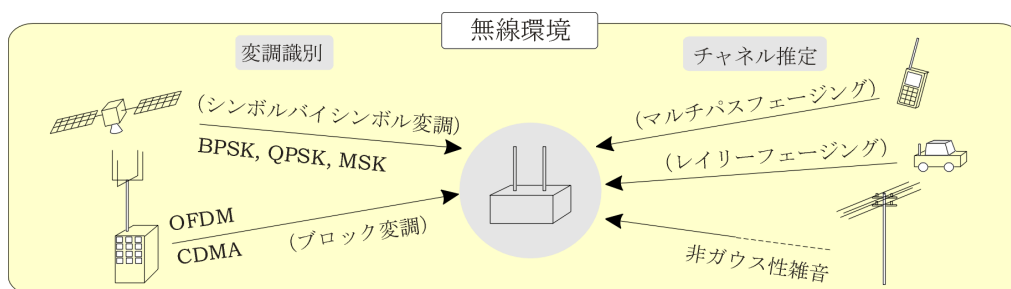 無線環境
変調識別
チャネル推定
(シンボルバイシンボル変調)
BPSK, QPSK, MSK
(マルチパスフェージング)
(レイリーフェージング)
OFDM
CDMA
(ブロック変調)
非ガウス性雑音